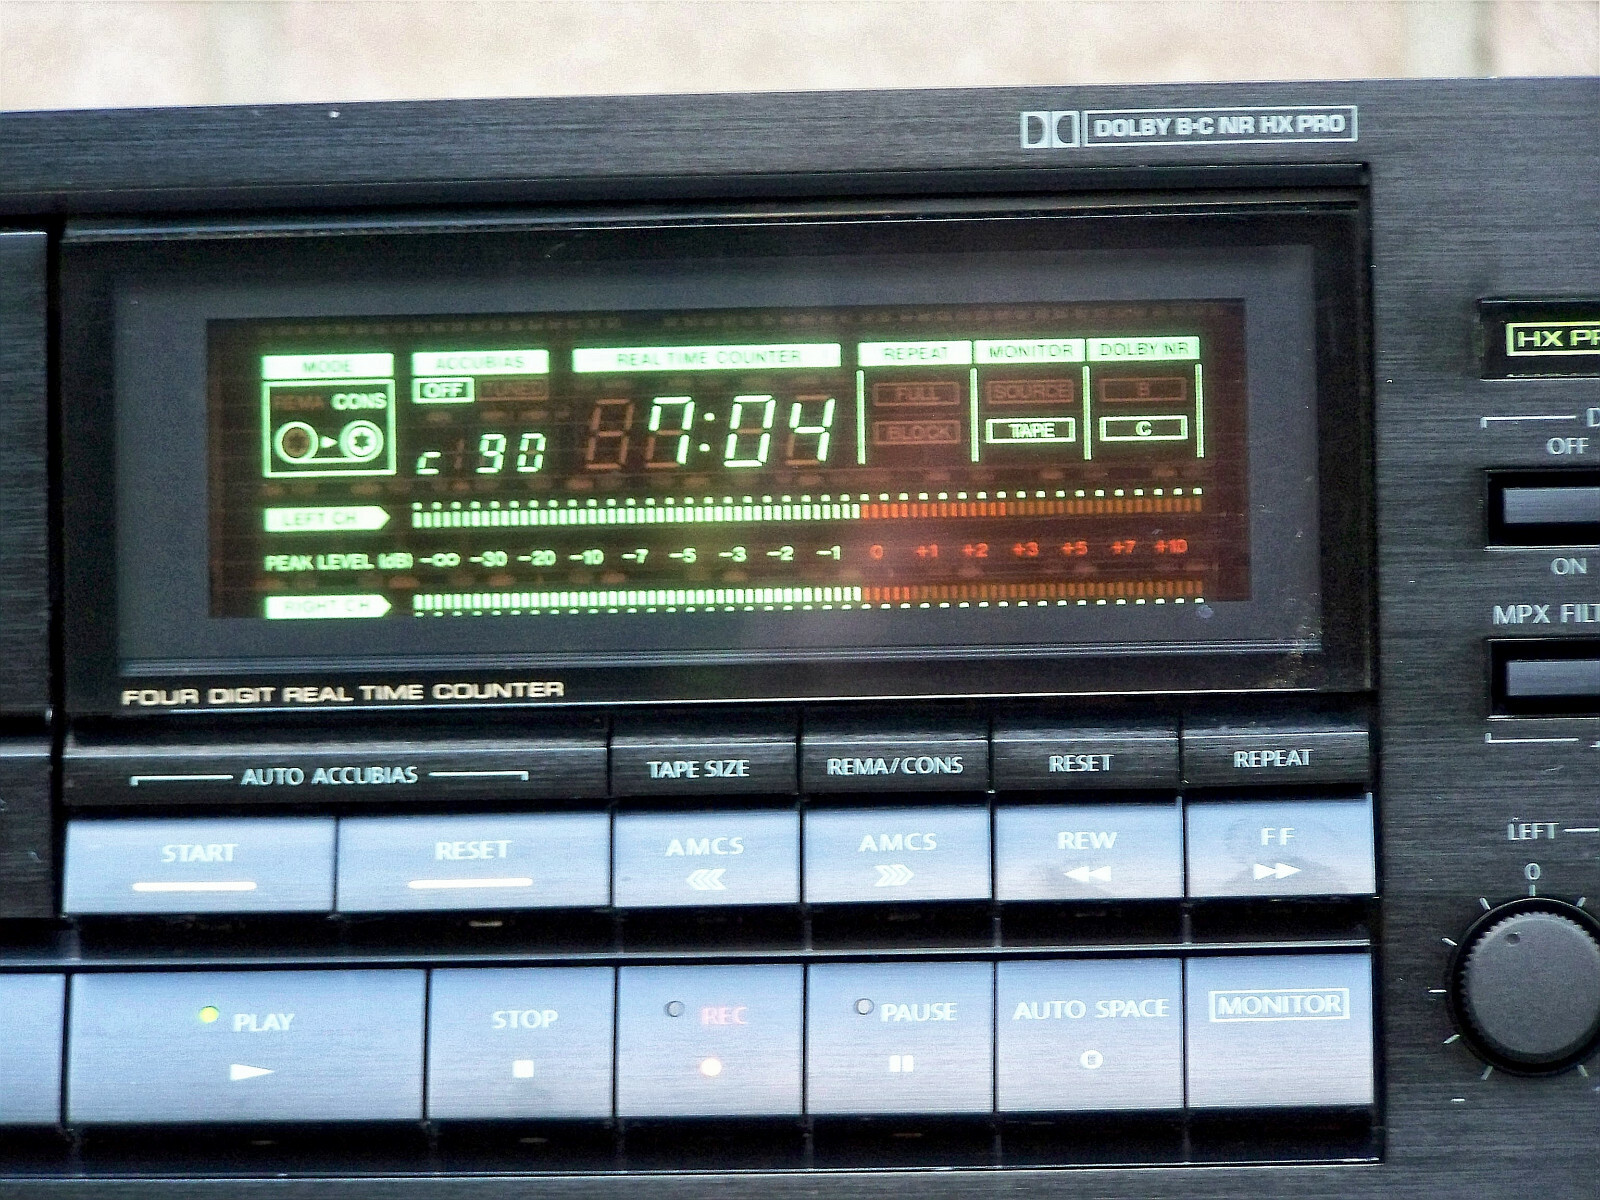 DOLBY B·C NR HX PRO
MODE ACCUBIAS REAL TIME COUNTER REPEAT MONITOR DOLBY NR
REMA CONS OFF TUNED 7:04 FULL SOURCE B
c 90 BLOCK TAPE C
LEFT CH
PEAK LEVEL (dB) -∞ -30 -20 -10 -7 -5 -3 -2 -1 0 +1 +2 +3 +5 +7 +10
RIGHT CH
FOUR DIGIT REAL TIME COUNTER
AUTO ACCUBIAS TAPE SIZE REMA/CONS RESET REPEAT
START RESET AMCS AMCS REW FF
PLAY STOP REC PAUSE AUTO SPACE MONITOR
HX PR
D
OFF
ON
MPX FILT
LEFT
0